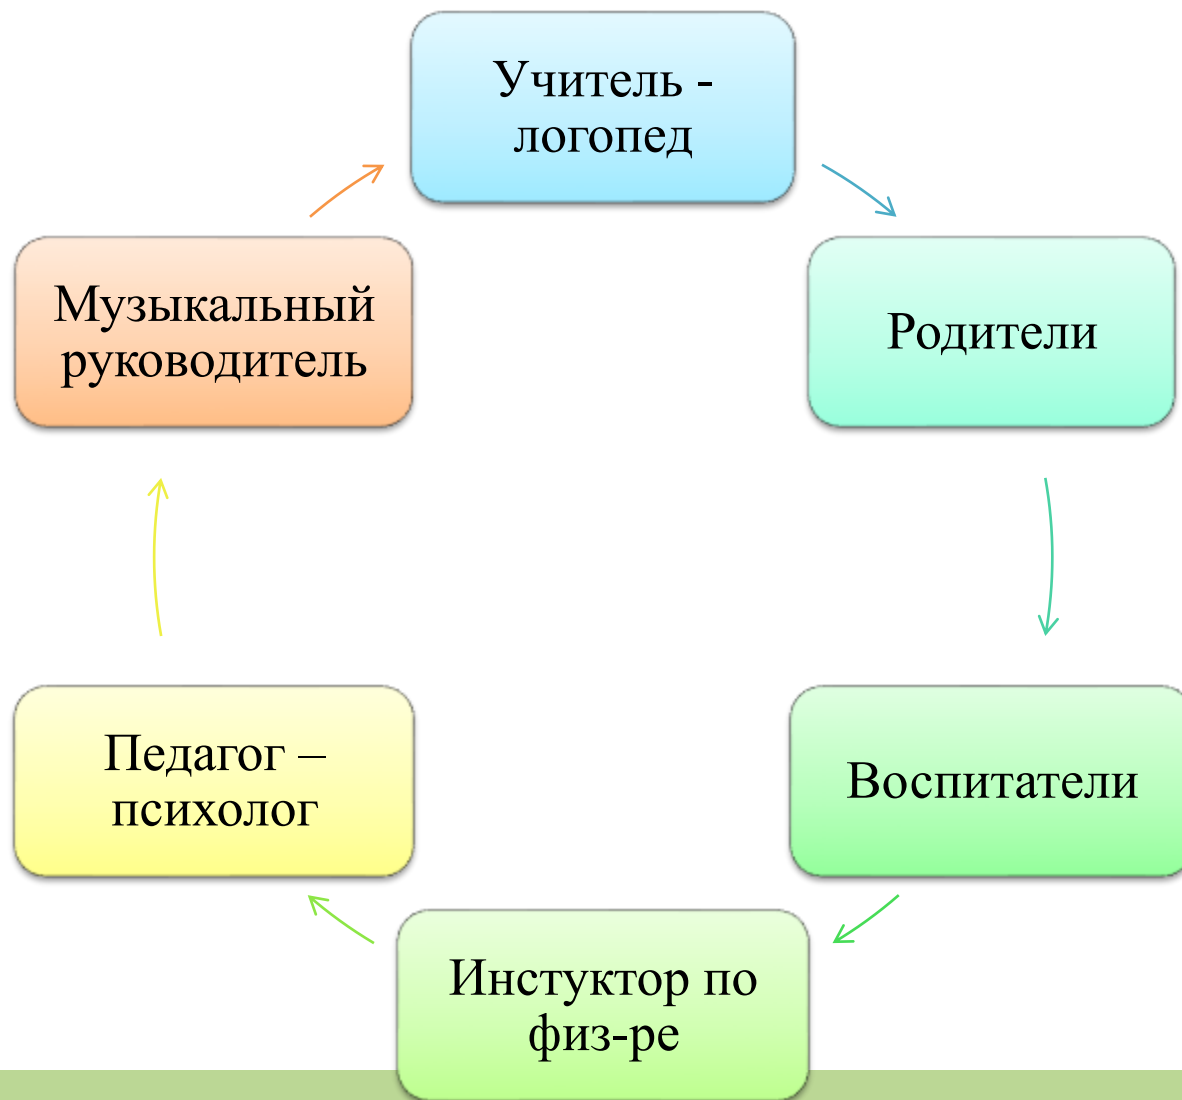 Учитель -
логопед
Родители
Воспитатели
Инстуктор по
физ-ре
Педагог –
психолог
Музыкальный
руководитель